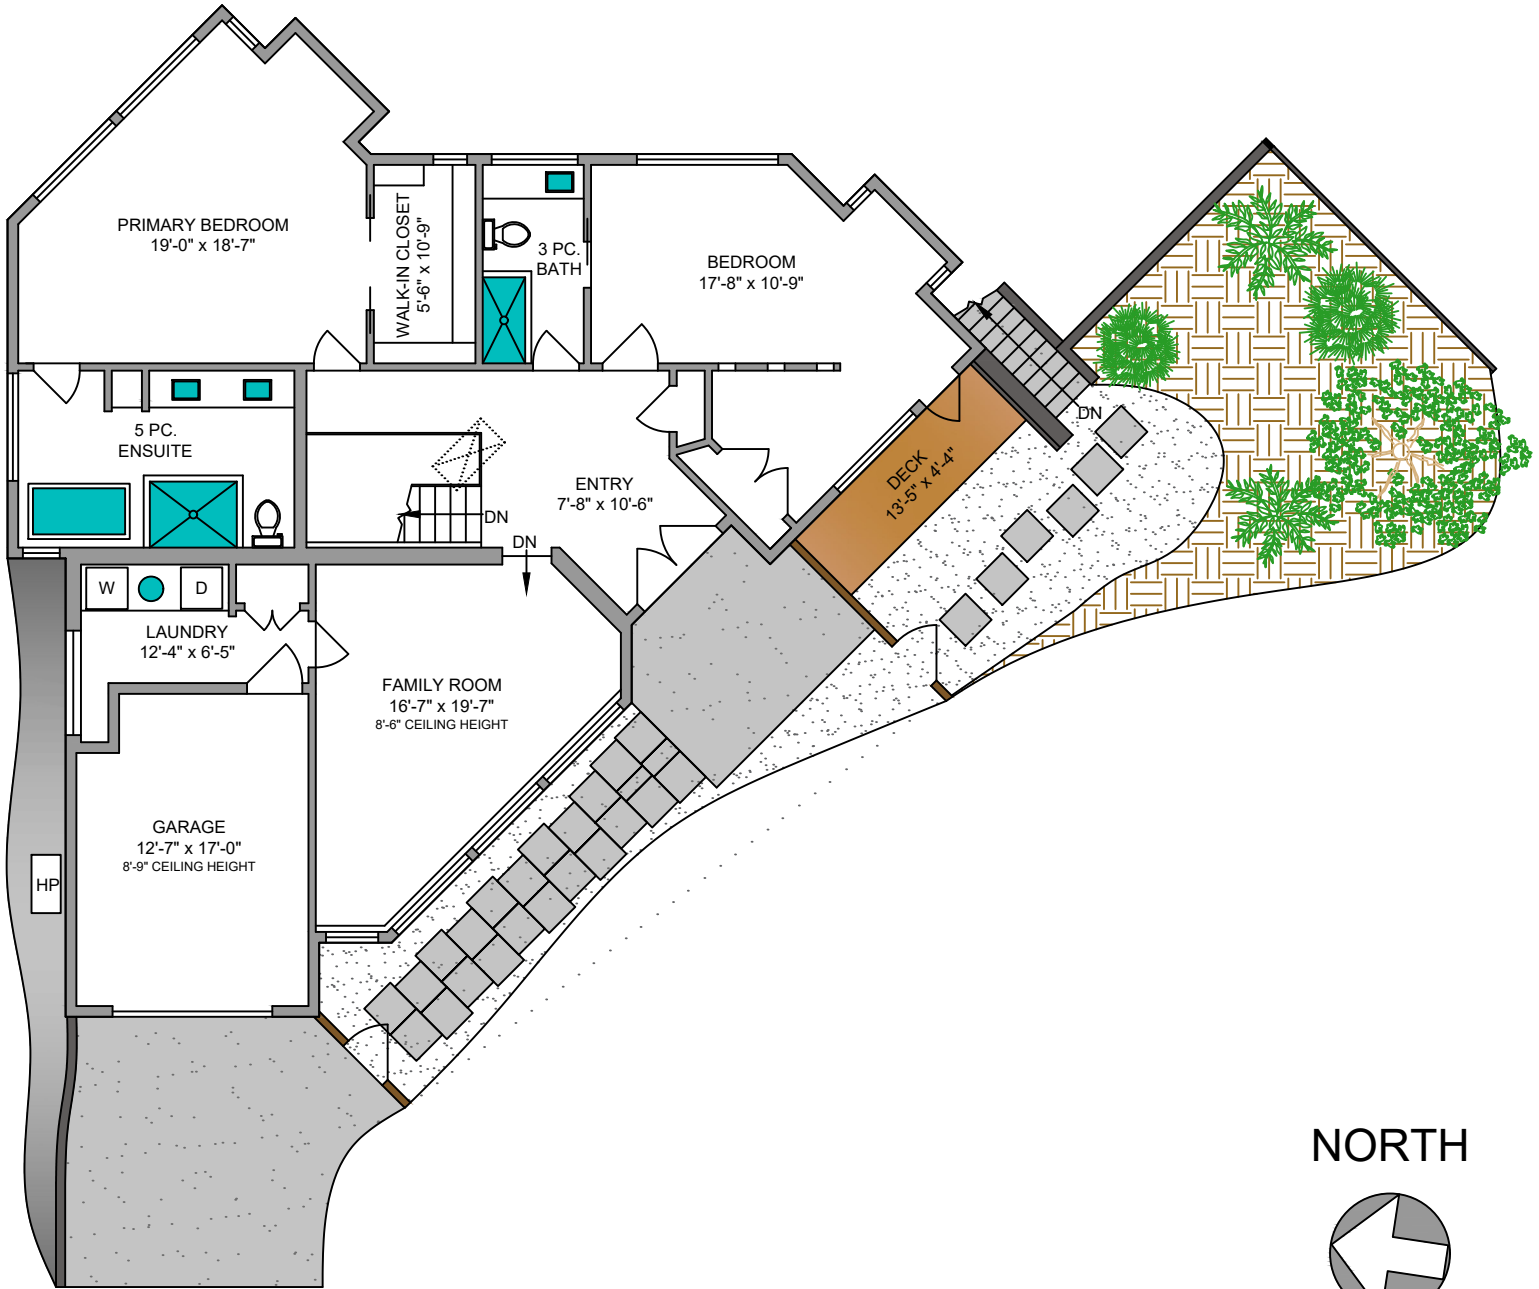 PRIMARY BEDROOM
19'-0" x 18'-7"
WALK-IN CLOSET
5'-6" x 10'-9"
3 PC.
BATH
BEDROOM
17'-8" x 10'-9"
5 PC.
ENSUITE
ENTRY
7'-8" x 10'-6"
DN
DN
DECK
13'-5" x 4'-4"
DN
W
D
LAUNDRY
12'-4" x 6'-5"
FAMILY ROOM
16'-7" x 19'-7"
8'-6" CEILING HEIGHT
GARAGE
12'-7" x 17'-0"
8'-9" CEILING HEIGHT
HP
NORTH